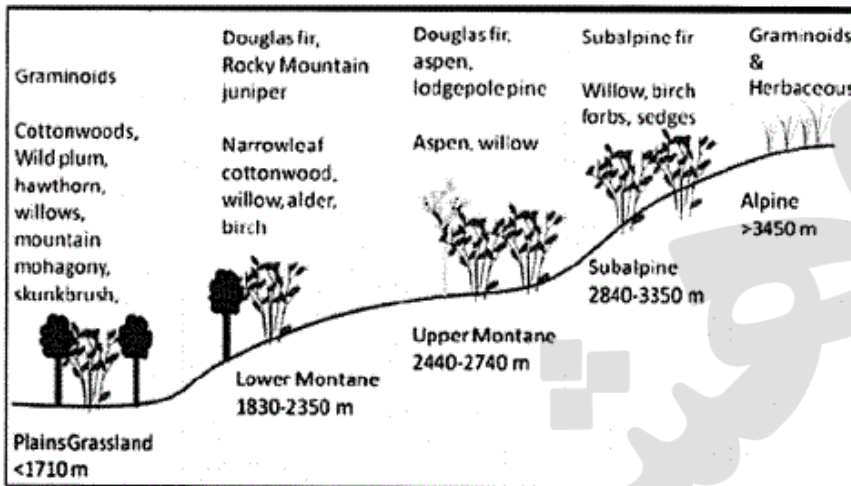 Graminoids
Cottonwoods,
Wild plum,
hawthorn,
willows,
mountain
mohagony,
skunkbrush,
Plains Grassland
<1710 m
Douglas fir,
Rocky Mountain
juniper
Narrowleaf
cottonwood,
willow, alder,
birch
Lower Montane
1830-2350 m
Douglas fir,
aspen,
lodgepole pine
Aspen, willow
Upper Montane
2440-2740 m
Subalpine fir
Willow, birch
forbs, sedges
Subalpine
2840-3350 m
Graminoids
&
Herbaceous
Alpine
>3450 m